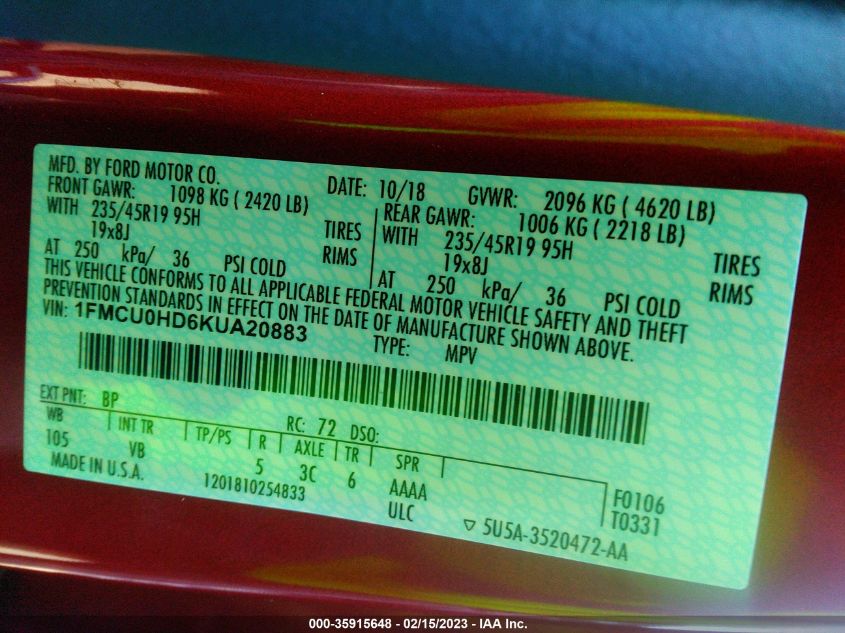 MFD. BY FORD MOTOR CO. DATE: 10/18 GVWR: 2096 KG ( 4620 LB)
FRONT GAWR: 1098 KG ( 2420 LB) REAR GAWR: 1006 KG ( 2218 LB)
WITH 235/45R19 95H TIRES WITH 235/45R19 95H TIRES
19x8J RIMS 19x8J RIMS
AT 250 kPa/ 36 PSI COLD AT 250 kPa/ 36 PSI COLD
THIS VEHICLE CONFORMS TO ALL APPLICABLE FEDERAL MOTOR VEHICLE SAFETY AND THEFT
PREVENTION STANDARDS IN EFFECT ON THE DATE OF MANUFACTURE SHOWN ABOVE.
VIN: 1FMCU0HD6KUA20883 TYPE: MPV
EXT PNT: BP RC: 72 DSO:
WB INT TR TP/PS R AXLE TR SPR
105 VB 5 3C 6 AAAA F0106
MADE IN U.S.A. 1201810254833 ULC T0331
5U5A-3520472-AA
000-35915648 - 02/15/2023 - IAA Inc.